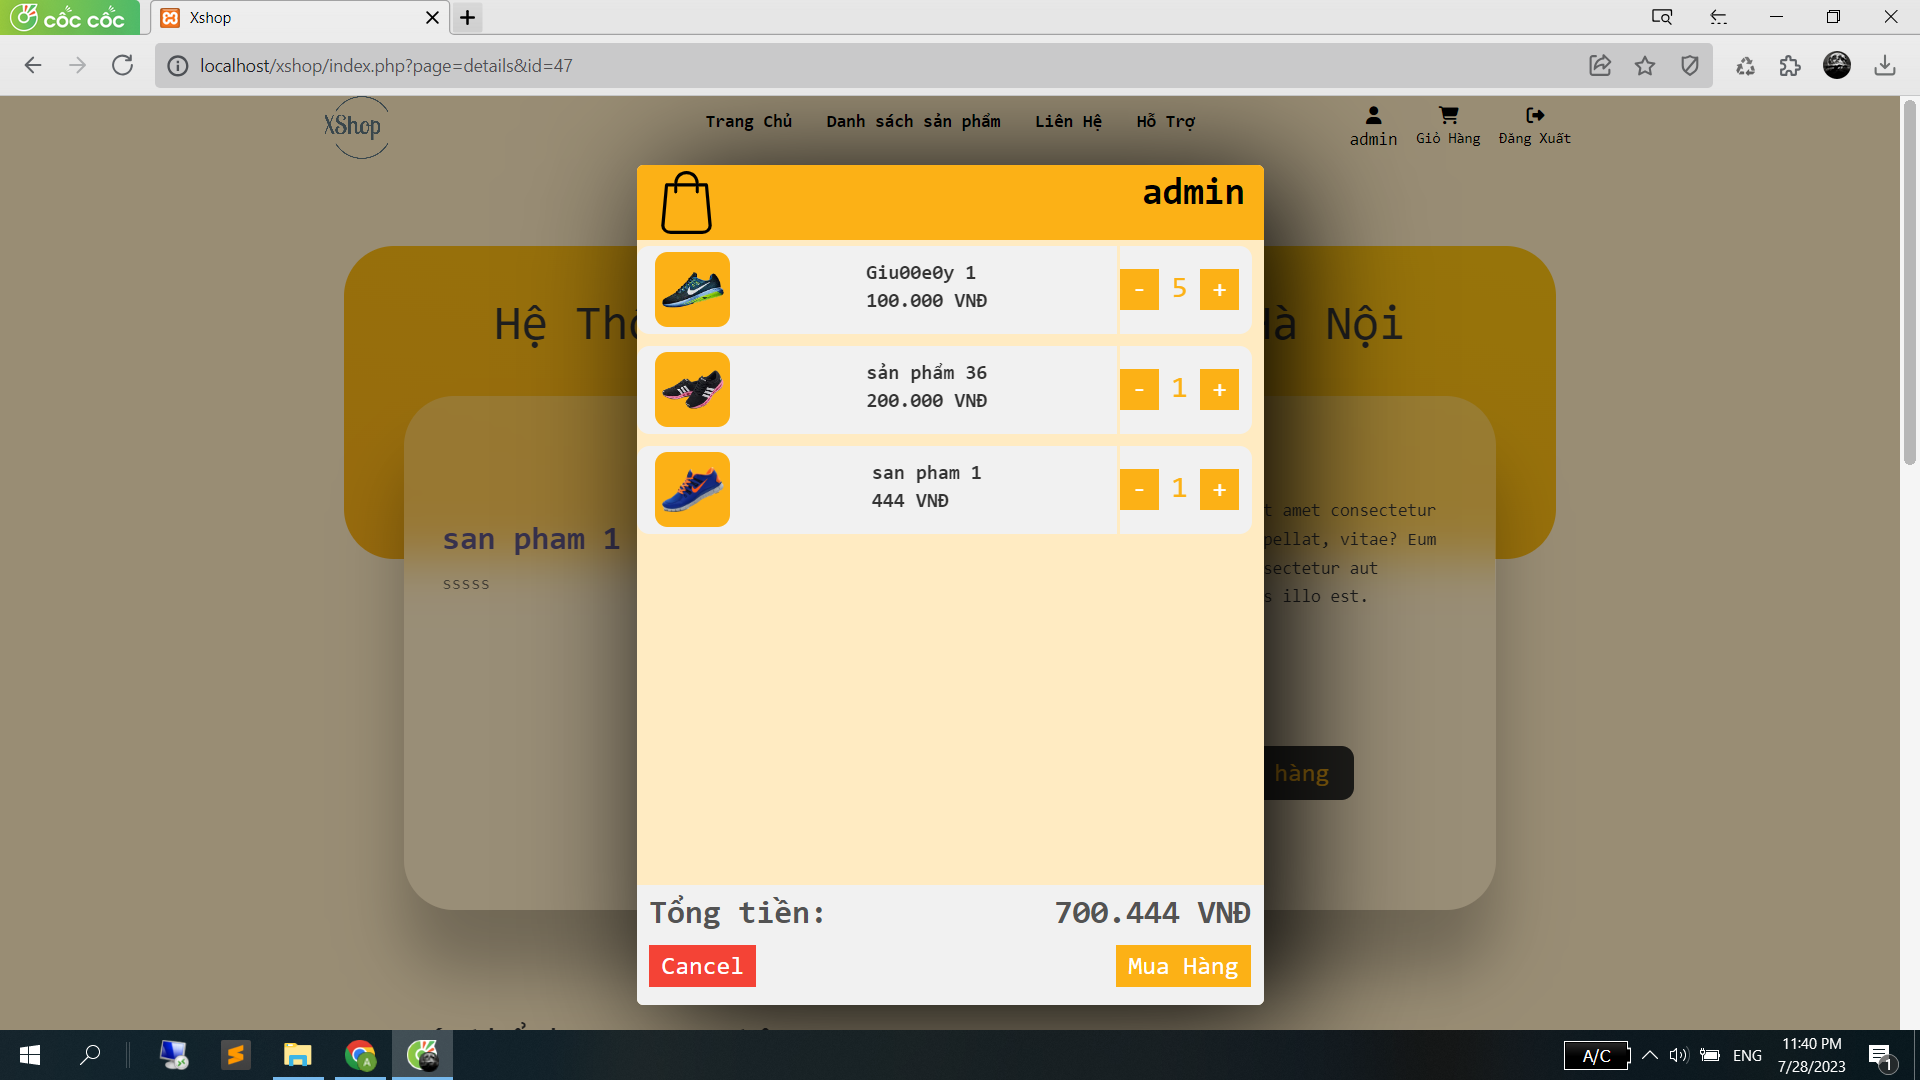 cốc cốc
Xshop
localhost/xshop/index.php?page=details&id=47
XShop
Trang Chủ
Danh sách sản phẩm
Liên Hệ
Hỗ Trợ
admin
Giỏ Hàng
Đăng Xuất
admin
Giu00e0y 1
100.000 VNĐ
- 5 +
sản phẩm 36
200.000 VNĐ
- 1 +
san pham 1
444 VNĐ
- 1 +
Hệ
Nội
san pham 1
sssss
amet consectetur
vitae? Eum
aut
illo est.
hàng
Tổng tiền:
700.444 VNĐ
Cancel
Mua Hàng
A/C
ENG
11:40 PM
7/28/2023
1